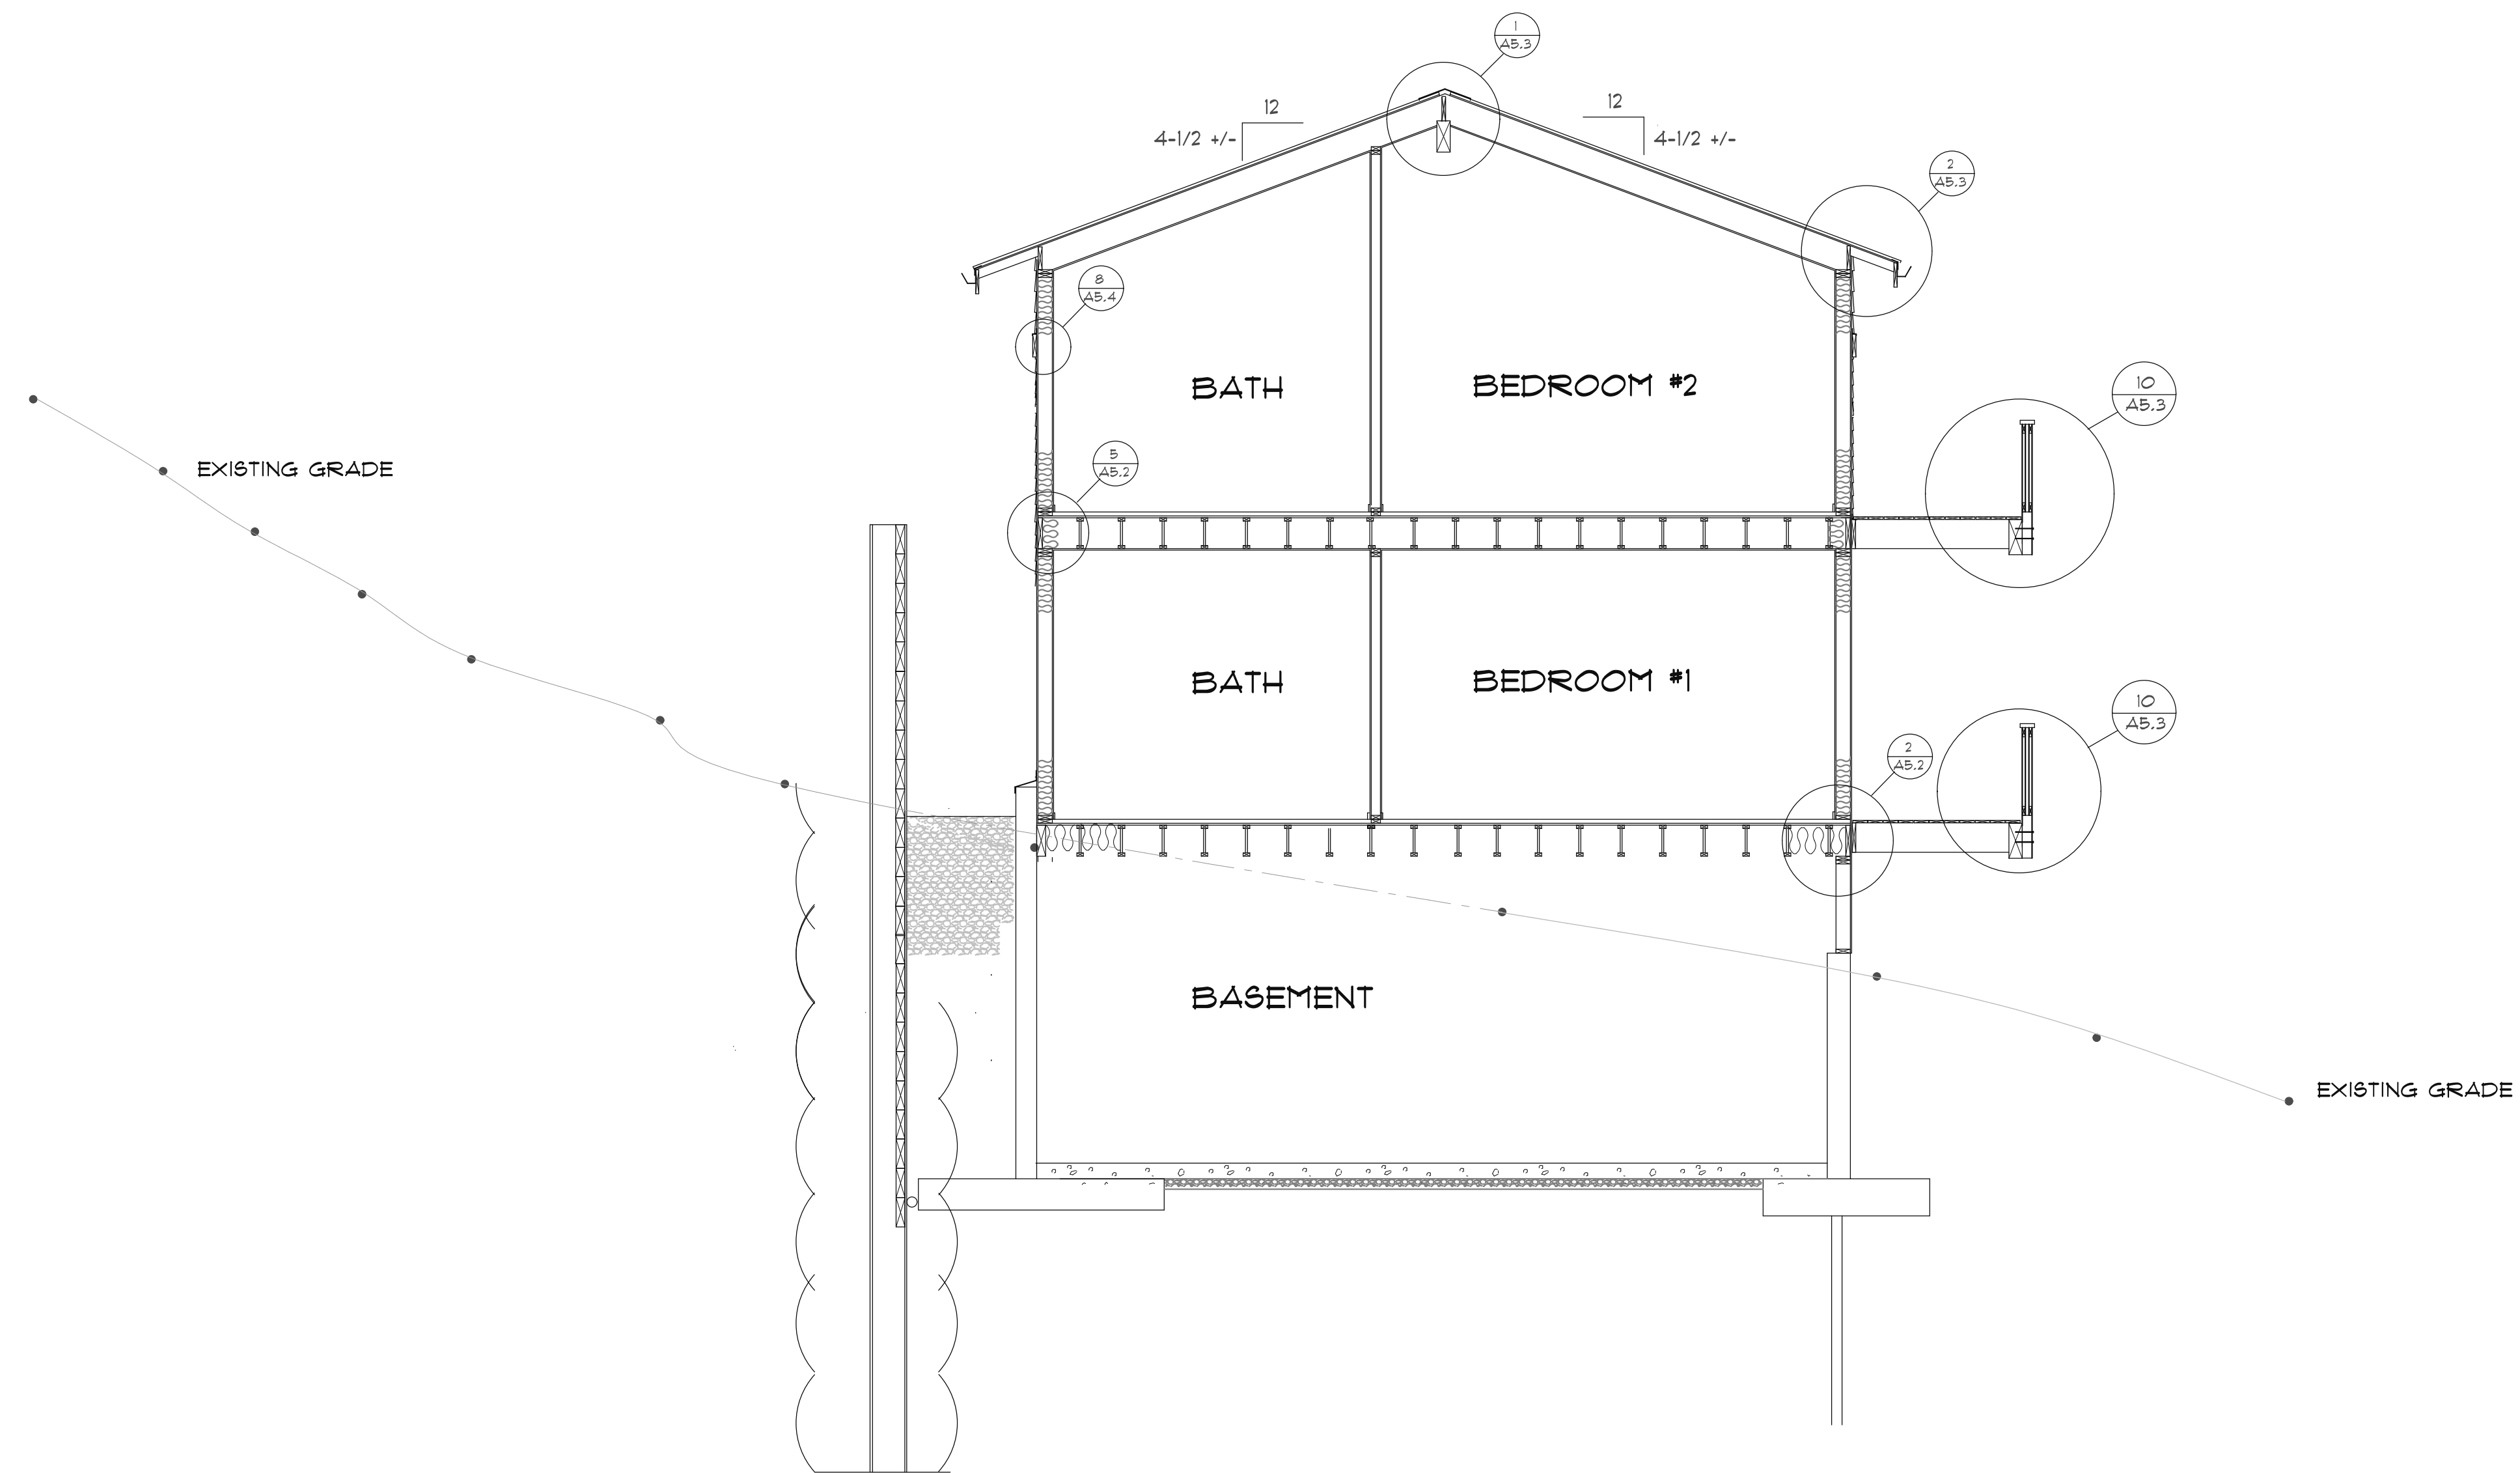 1
A5.3
12
4-1/2 +/-
12
4-1/2 +/-
2
A5.3
8
A5.4
BATH
BEDROOM #2
10
A5.3
EXISTING GRADE
5
A5.2
BATH
BEDROOM #1
10
A5.3
2
A5.2
BASEMENT
EXISTING GRADE